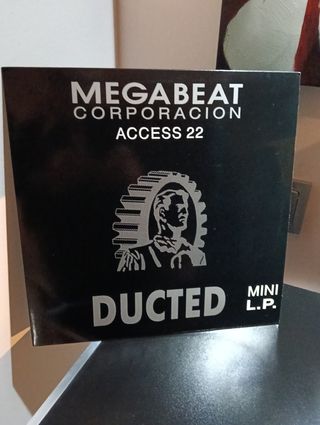 MEGABEAT
CORPORACION
ACCESS 22
DUCTED
MINI
L.P.